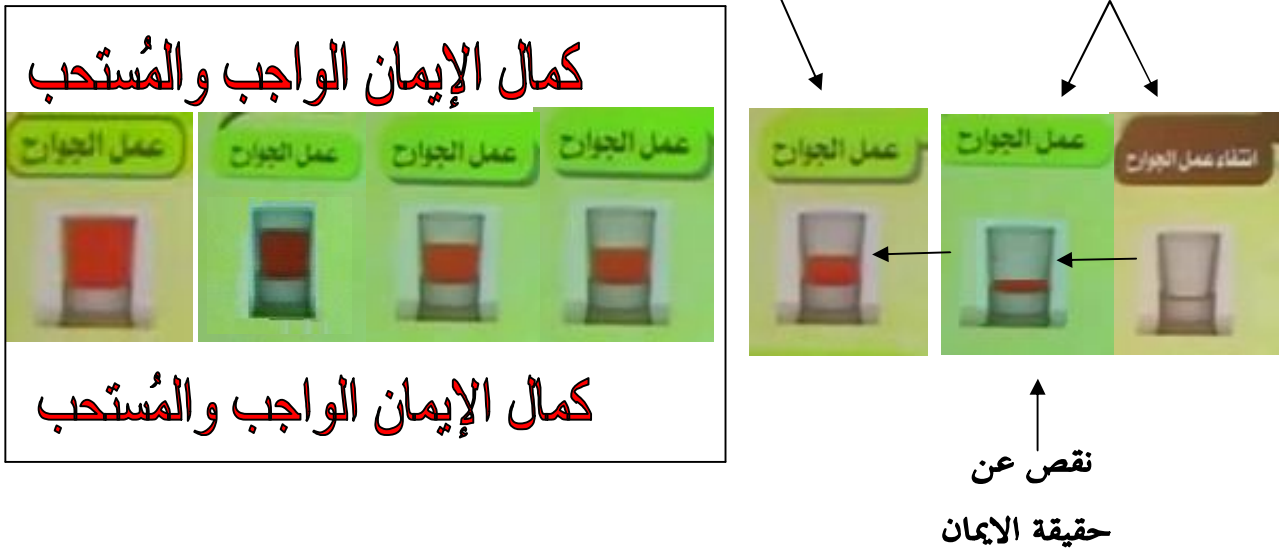 كمال الإيمان الواجب والمُستحب
انتفاء عمل الجوارح
عمل الجوارح
عمل الجوارح
عمل الجوارح
عمل الجوارح
عمل الجوارح
عمل الجوارح
كمال الإيمان الواجب والمُستحب
نقص عن
حقيقة الايمان